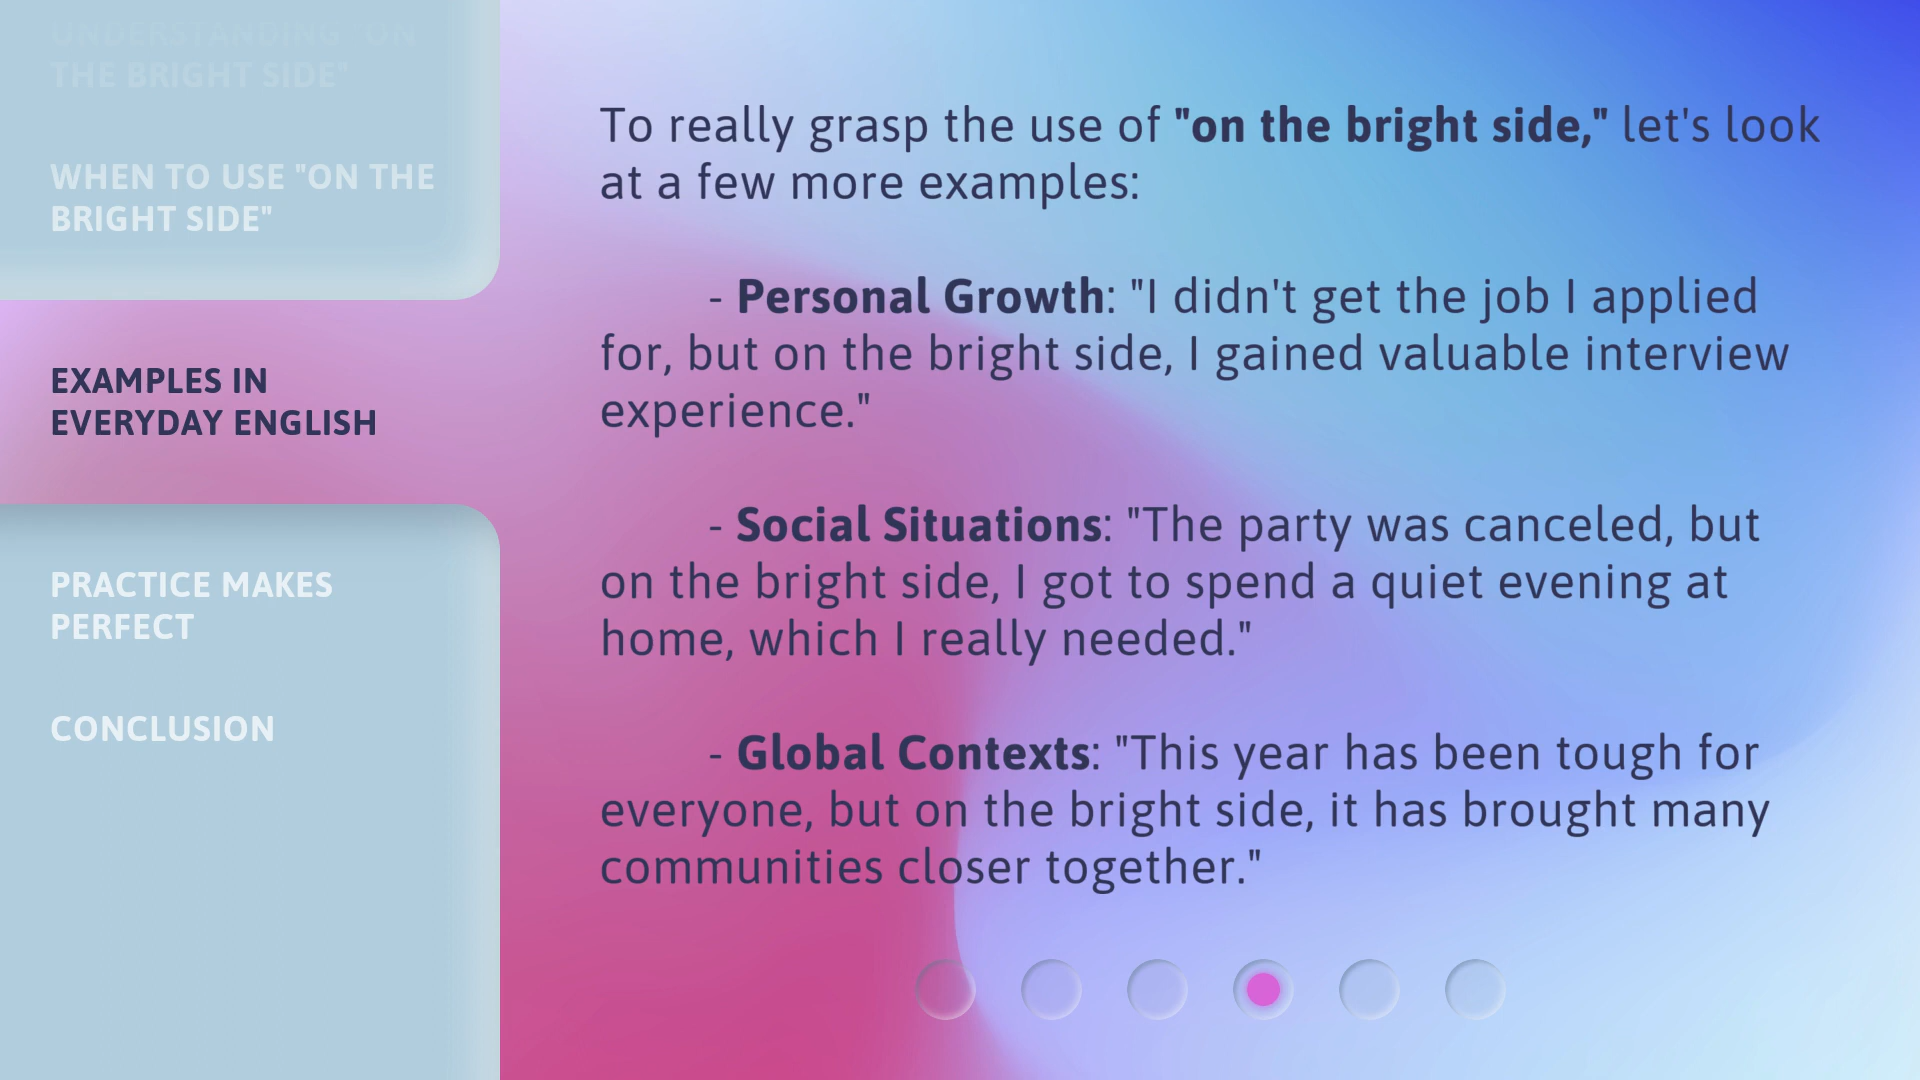 UNDERSTANDING "ON
THE BRIGHT SIDE"
WHEN TO USE "ON THE
BRIGHT SIDE"
EXAMPLES IN
EVERYDAY ENGLISH
PRACTICE MAKES
PERFECT
CONCLUSION
To really grasp the use of "on the bright side," let's look
at a few more examples:
- Personal Growth: "I didn't get the job I applied
for, but on the bright side, I gained valuable interview
experience."
- Social Situations: "The party was canceled, but
on the bright side, I got to spend a quiet evening at
home, which I really needed."
- Global Contexts: "This year has been tough for
everyone, but on the bright side, it has brought many
communities closer together."